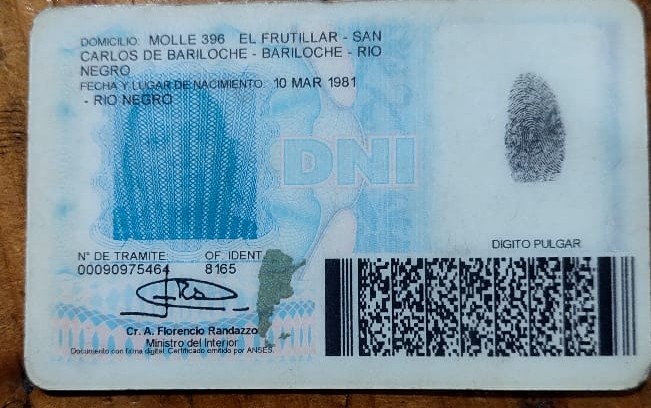 DOMICILIO: MOLLE 396 EL FRUTILLAR - SAN
CARLOS DE BARILOCHE - BARILOCHE - RIO
NEGRO
FECHA Y LUGAR DE NACIMIENTO: 10 MAR 1981
- RIO NEGRO
DNI
DIGITO PULGAR
N° DE TRAMITE OF. IDENT.
00090975464 8165
Cr. A. Florencio Randazzo
Ministro del Interior
Documento con firma digital. Certificado emitido por ANSES.